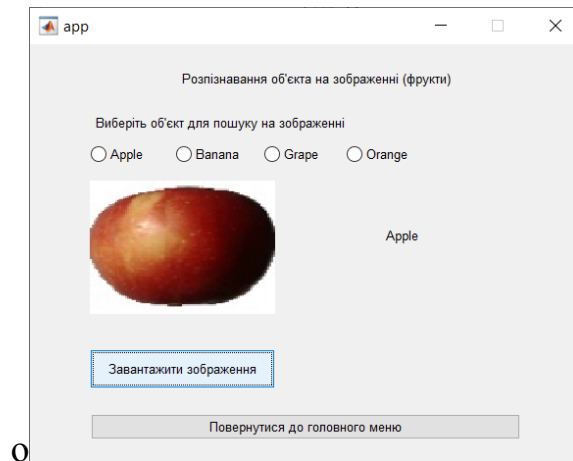 app
Розпізнавання об'єкта на зображенні (фрукти)
Виберіть об'єкт для пошуку на зображенні
Apple Banana Grape Orange
Apple
Завантажити зображення
Повернутися до головного меню
о